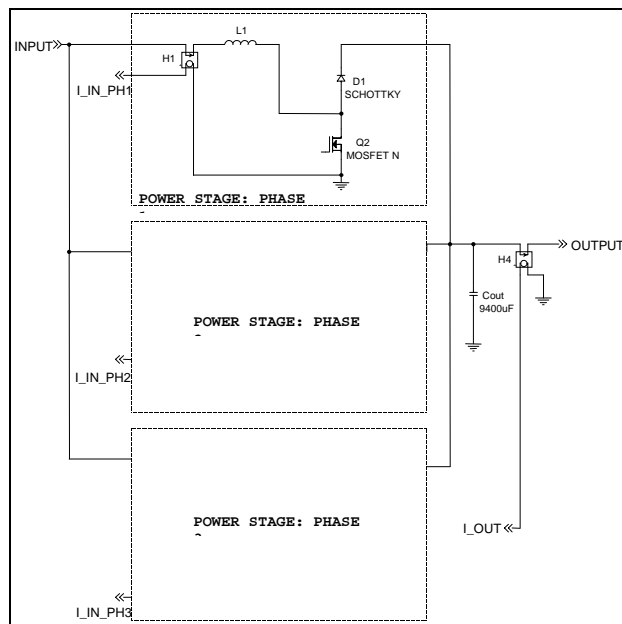 INPUT
L1
H1
I_IN_PH1
D1
SCHOTTKY
Q2
MOSFET N
POWER STAGE: PHASE
OUTPUT
H4
Cout
9400uF
POWER STAGE: PHASE
I_IN_PH2
POWER STAGE: PHASE
I_OUT
I_IN_PH3